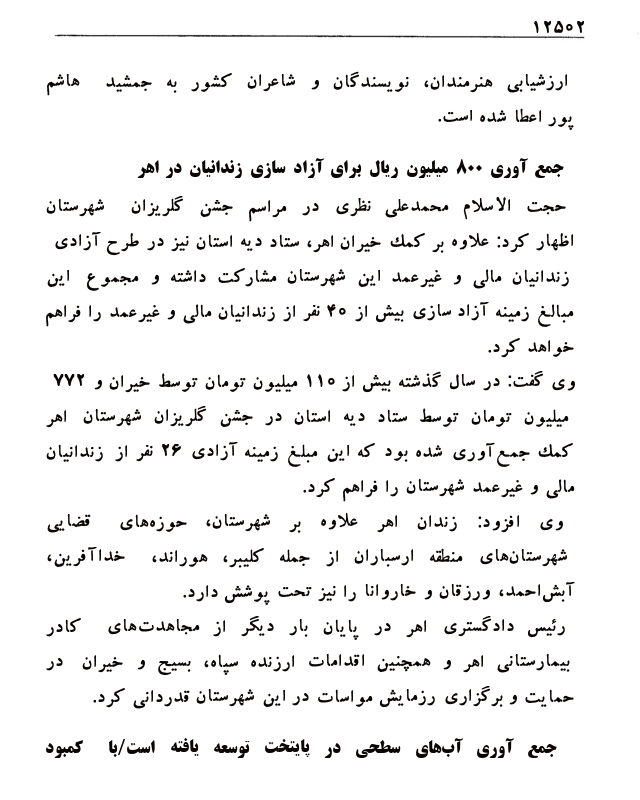 ۱۲۵۰۲
ارزشیابی هنرمندان، نویسندگان و شاعران کشور به جمشید هاشم
پور اعطا شده است.
جمع آوری ۸۰۰ میلیون ریال برای آزاد سازی زندانیان در اهر
حجت الاسلام محمدعلی نظری در مراسم جشن گلریزان شهرستان
اظهار کرد: علاوه بر کمك خیران اهر، ستاد دیه استان نیز در طرح آزادی
زندانیان مالی و غیرعمد این شهرستان مشارکت داشته و مجموع این
مبالغ زمینه آزاد سازی بیش از ۴۰ نفر از زندانیان مالی و غیرعمد را فراهم
خواهد کرد.
وی گفت: در سال گذشته بیش از ۱۱۰ میلیون تومان توسط خیران و ۷۷۲
میلیون تومان توسط ستاد دیه استان در جشن گلریزان شهرستان اهر
کمك جمع‌آوری شده بود که این مبلغ زمینه آزادی ۲۶ نفر از زندانیان
مالی و غیرعمد شهرستان را فراهم کرد.
وی افزود: زندان اهر علاوه بر شهرستان، حوزه‌های قضایی
شهرستان‌های منطقه ارسباران از جمله کلیبر، هوراند، خداآفرین،
آبش‌احمد، ورزقان و خاروانا را نیز تحت پوشش دارد.
رئیس دادگستری اهر در پایان بار دیگر از مجاهدت‌های کادر
بیمارستانی اهر و همچنین اقدامات ارزنده سپاه، بسیج و خیران در
حمایت و برگزاری رزمایش مواسات در این شهرستان قدردانی کرد.
جمع آوری آب‌های سطحی در پایتخت توسعه یافته است/با کمبود